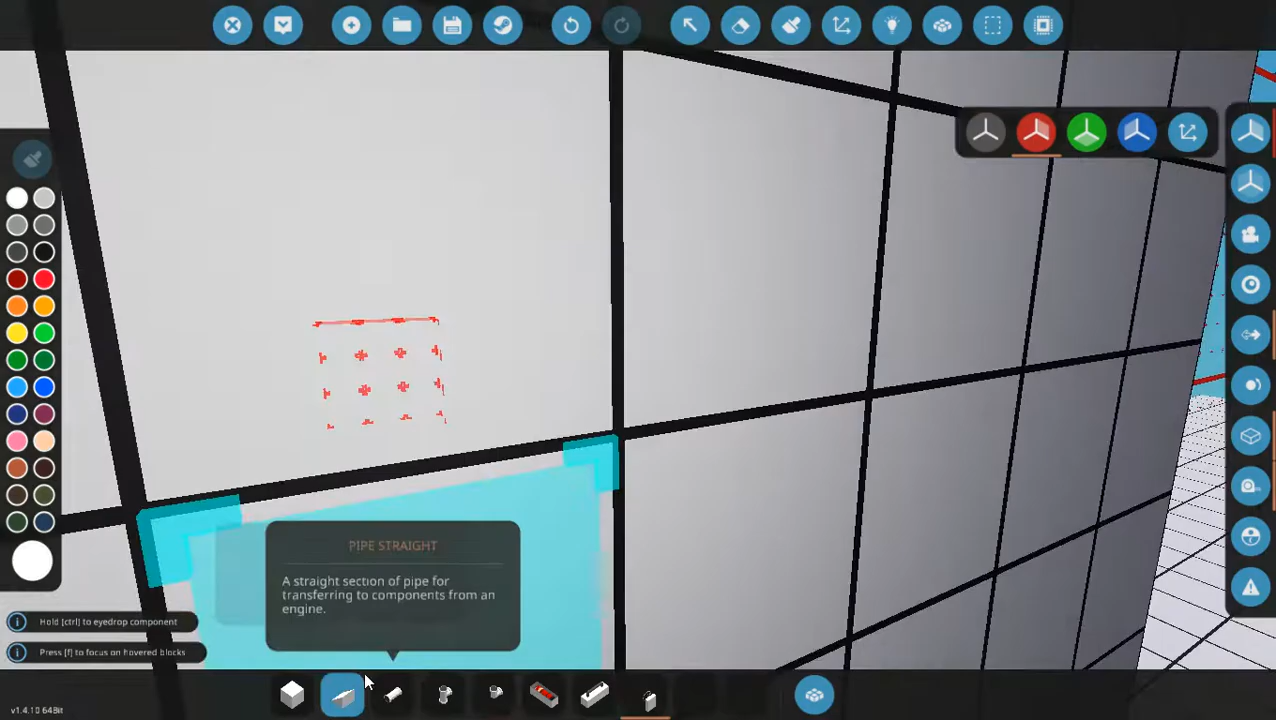 PIPE STRAIGHT
A straight section of pipe for
transferring to components from an
engine.
Hold [ctrl] to eyedrop component
Press [f] to focus on hovered blocks
v1.4.10 64Bit